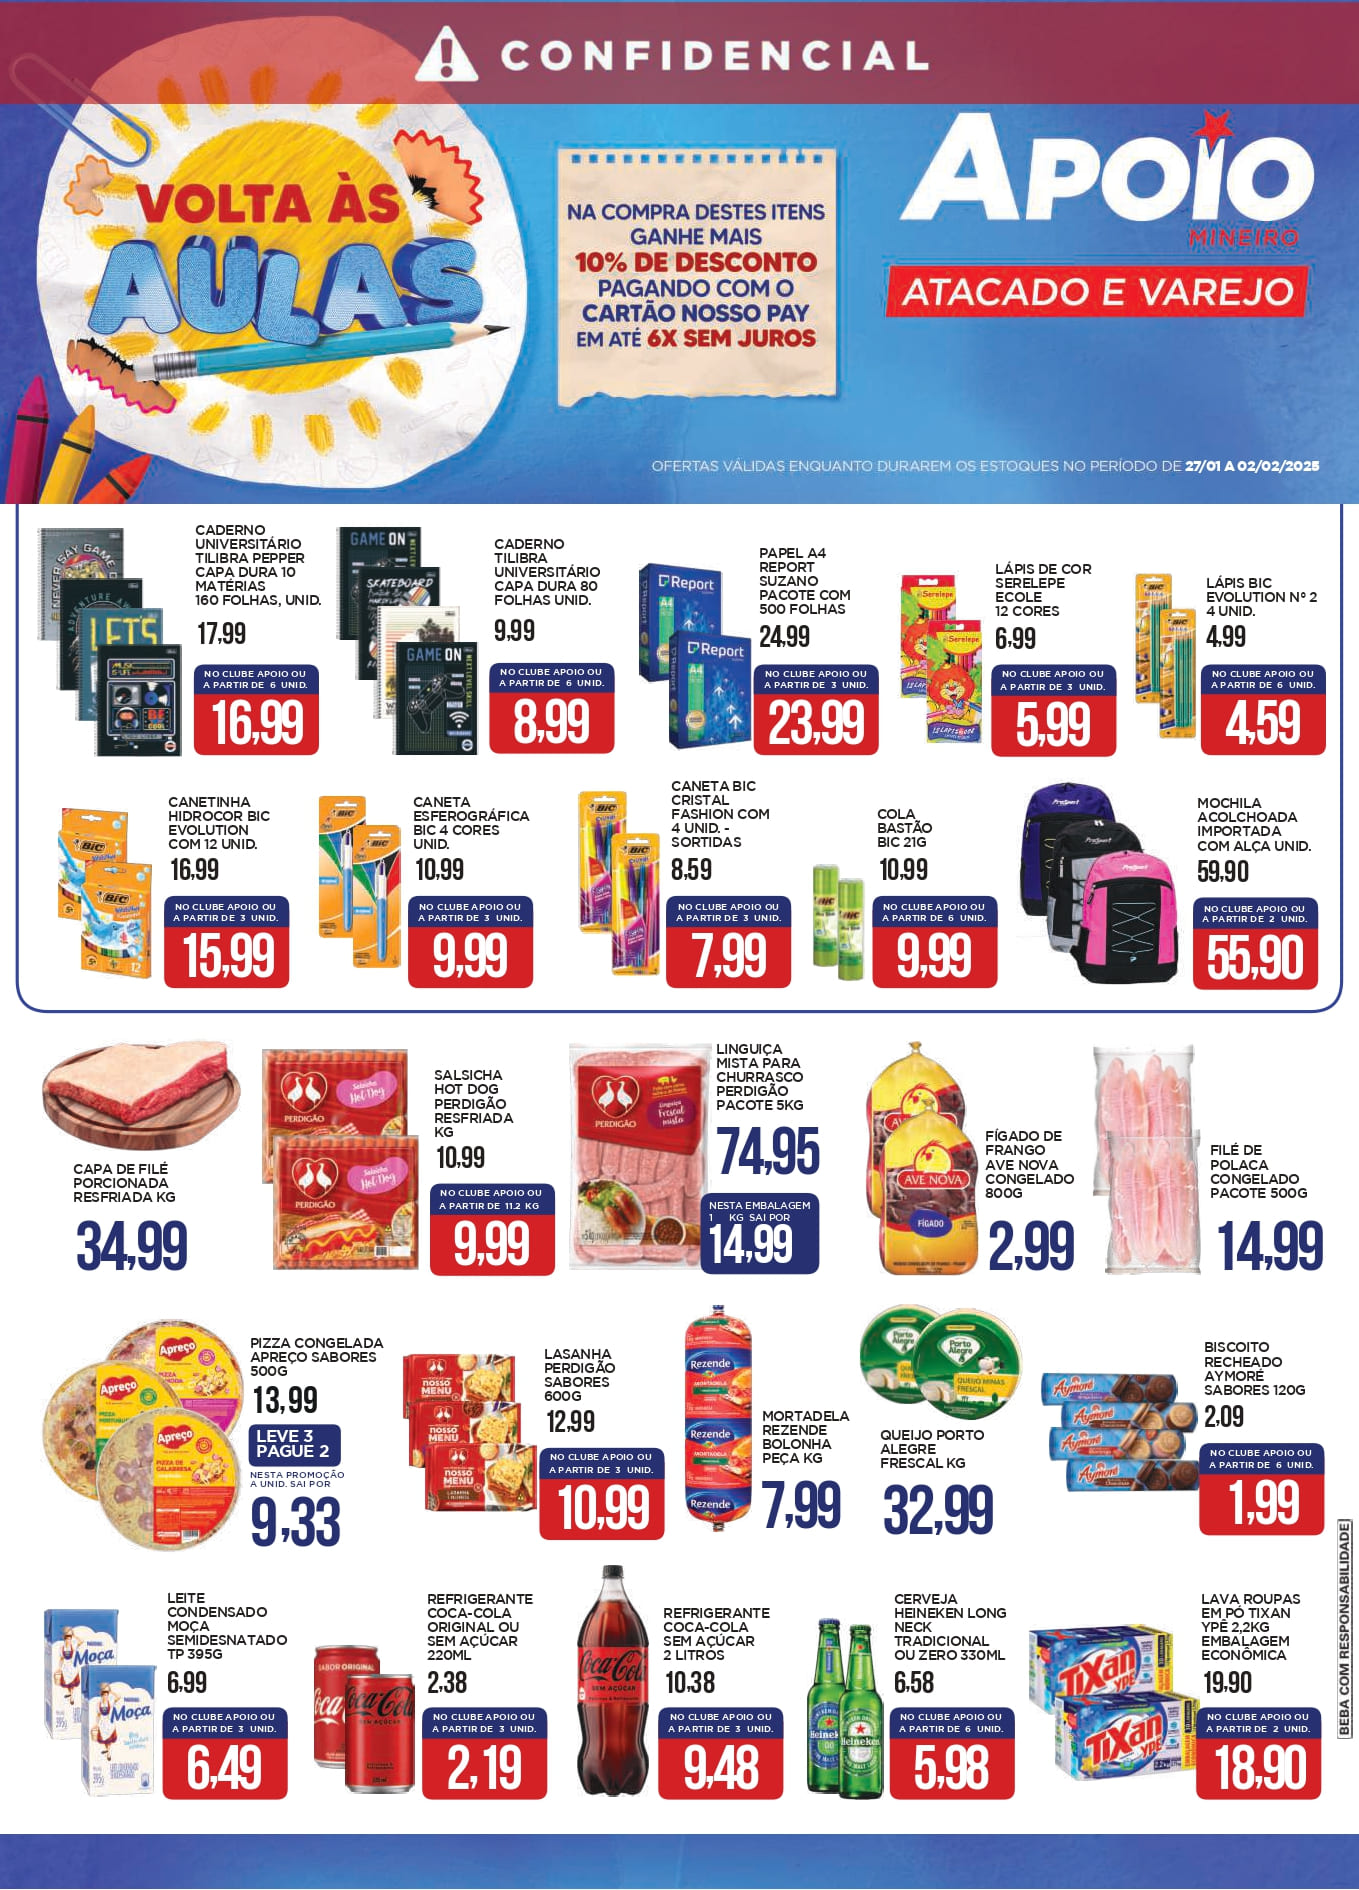 CONFIDENCIAL
VOLTA ÀS
AULAS
NA COMPRA DESTES ITENS
GANHE MAIS
10% DE DESCONTO
PAGANDO COM O
CARTÃO NOSSO PAY
EM ATÉ 6X SEM JUROS
APOIO
MINEIRO
ATACADO E VAREJO
OFERTAS VÁLIDAS ENQUANTO DURAREM OS ESTOQUES NO PERÍODO DE 27/01 A 02/02/2025
CADERNO
UNIVERSITÁRIO
TILIBRA PEPPER
CAPA DURA 10
MATÉRIAS
160 FOLHAS, UNID.
17,99
NO CLUBE APOIO OU
A PARTIR DE 6 UNID.
16,99
CADERNO
TILIBRA
UNIVERSITÁRIO
CAPA DURA 80
FOLHAS UNID.
9,99
NO CLUBE APOIO OU
A PARTIR DE 6 UNID.
8,99
PAPEL A4
REPORT
SUZANO
PACOTE COM
500 FOLHAS
24,99
NO CLUBE APOIO OU
A PARTIR DE 3 UNID.
23,99
LÁPIS DE COR
SERELEPE
ECOLE
12 CORES
6,99
NO CLUBE APOIO OU
A PARTIR DE 3 UNID.
5,99
LÁPIS BIC
EVOLUTION Nº 2
4 UNID.
4,99
NO CLUBE APOIO OU
A PARTIR DE 6 UNID.
4,59
CANETINHA
HIDROCOR BIC
EVOLUTION
COM 12 UNID.
16,99
NO CLUBE APOIO OU
A PARTIR DE 3 UNID.
15,99
CANETA
ESFEROGRÁFICA
BIC 4 CORES
UNID.
10,99
NO CLUBE APOIO OU
A PARTIR DE 3 UNID.
9,99
CANETA BIC
CRISTAL
FASHION COM
4 UNID. -
SORTIDAS
8,59
NO CLUBE APOIO OU
A PARTIR DE 3 UNID.
7,99
COLA
BASTÃO
BIC 21G
10,99
NO CLUBE APOIO OU
A PARTIR DE 6 UNID.
9,99
MOCHILA
ACOLCHOADA
IMPORTADA
COM ALÇA UNID.
59,90
NO CLUBE APOIO OU
A PARTIR DE 2 UNID.
55,90
CAPA DE FILÉ
PORCIONADA
RESFRIADA KG
34,99
SALSICHA
HOT DOG
PERDIGÃO
RESFRIADA
KG
10,99
NO CLUBE APOIO OU
A PARTIR DE 11.2 KG
9,99
LINGUIÇA
MISTA PARA
CHURRASCO
PERDIGÃO
PACOTE 5KG
74,95
NESTA EMBALAGEM
1 KG SAI POR
14,99
FÍGADO DE
FRANGO
AVE NOVA
CONGELADO
800G
2,99
FILÉ DE
POLACA
CONGELADO
PACOTE 500G
14,99
PIZZA CONGELADA
APREÇO SABORES
500G
13,99
LEVE 3
PAGUE 2
NESTA PROMOÇÃO
A UNID. SAI POR
9,33
LASANHA
PERDIGÃO
SABORES
600G
12,99
NO CLUBE APOIO OU
A PARTIR DE 3 UNID.
10,99
MORTADELA
REZENDE
BOLONHA
PEÇA KG
7,99
QUEIJO PORTO
ALEGRE
FRESCAL KG
32,99
BISCOITO
RECHEADO
AYMORÉ
SABORES 120G
2,09
NO CLUBE APOIO OU
A PARTIR DE 6 UNID.
1,99
LEITE
CONDENSADO
MOÇA
SEMIDESNATADO
TP 395G
6,99
NO CLUBE APOIO OU
A PARTIR DE 3 UNID.
6,49
REFRIGERANTE
COCA-COLA
ORIGINAL OU
SEM AÇÚCAR
220ML
2,38
NO CLUBE APOIO OU
A PARTIR DE 3 UNID.
2,19
REFRIGERANTE
COCA-COLA
SEM AÇÚCAR
2 LITROS
10,38
NO CLUBE APOIO OU
A PARTIR DE 3 UNID.
9,48
CERVEJA
HEINEKEN LONG
NECK
TRADICIONAL
OU ZERO 330ML
6,58
NO CLUBE APOIO OU
A PARTIR DE 6 UNID.
5,98
LAVA ROUPAS
EM PÓ TIXAN
YPÊ 2,2KG
EMBALAGEM
ECONÔMICA
19,90
NO CLUBE APOIO OU
A PARTIR DE 2 UNID.
18,90
BEBA COM RESPONSABILIDADE